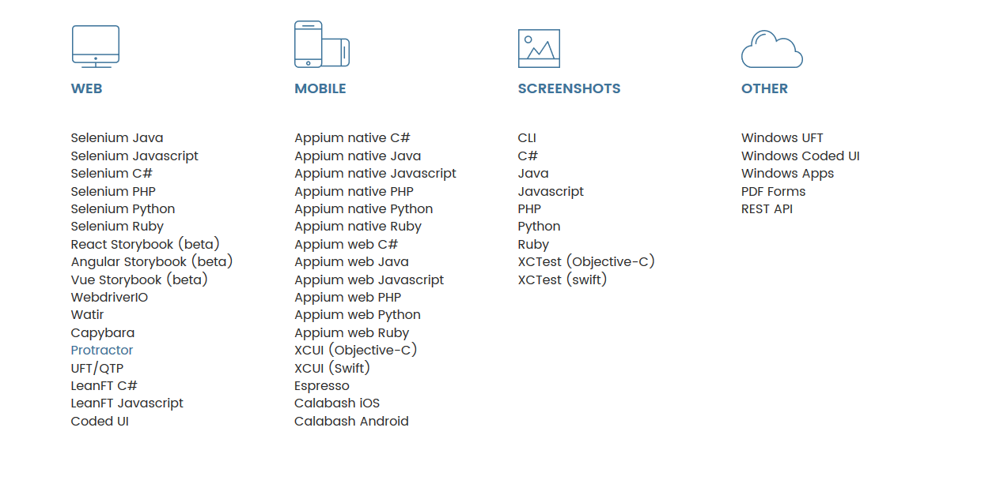 WEB
Selenium Java
Selenium Javascript
Selenium C#
Selenium PHP
Selenium Python
Selenium Ruby
React Storybook (beta)
Angular Storybook (beta)
Vue Storybook (beta)
WebdriverIO
Watir
Capybara
Protractor
UFT/QTP
LeanFT C#
LeanFT Javascript
Coded UI
MOBILE
Appium native C#
Appium native Java
Appium native Javascript
Appium native PHP
Appium native Python
Appium native Ruby
Appium web C#
Appium web Java
Appium web Javascript
Appium web PHP
Appium web Python
Appium web Ruby
XCUI (Objective-C)
XCUI (Swift)
Espresso
Calabash iOS
Calabash Android
SCREENSHOTS
CLI
C#
Java
Javascript
PHP
Python
Ruby
XCTest (Objective-C)
XCTest (swift)
OTHER
Windows UFT
Windows Coded UI
Windows Apps
PDF Forms
REST API